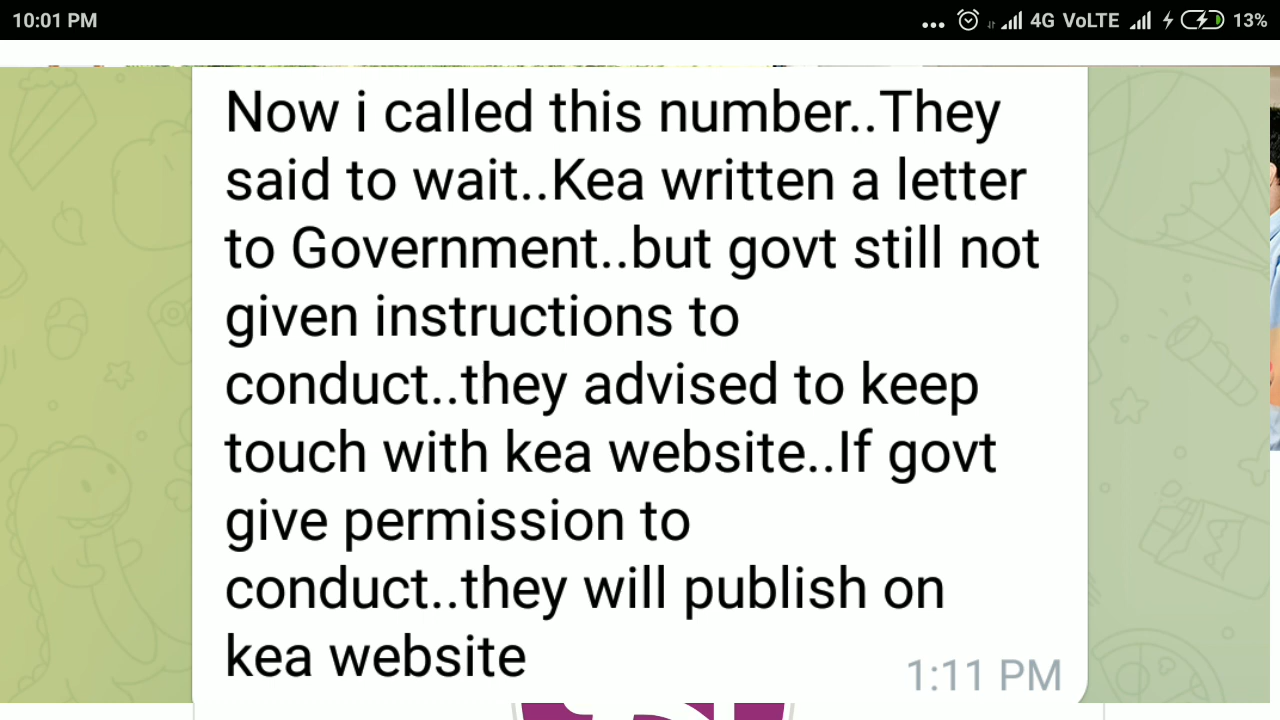 10:01 PM ... 4G VoLTE 13%
Now i called this number..They
said to wait..Kea written a letter
to Government..but govt still not
given instructions to
conduct..they advised to keep
touch with kea website..If govt
give permission to
conduct..they will publish on
kea website
1:11 PM